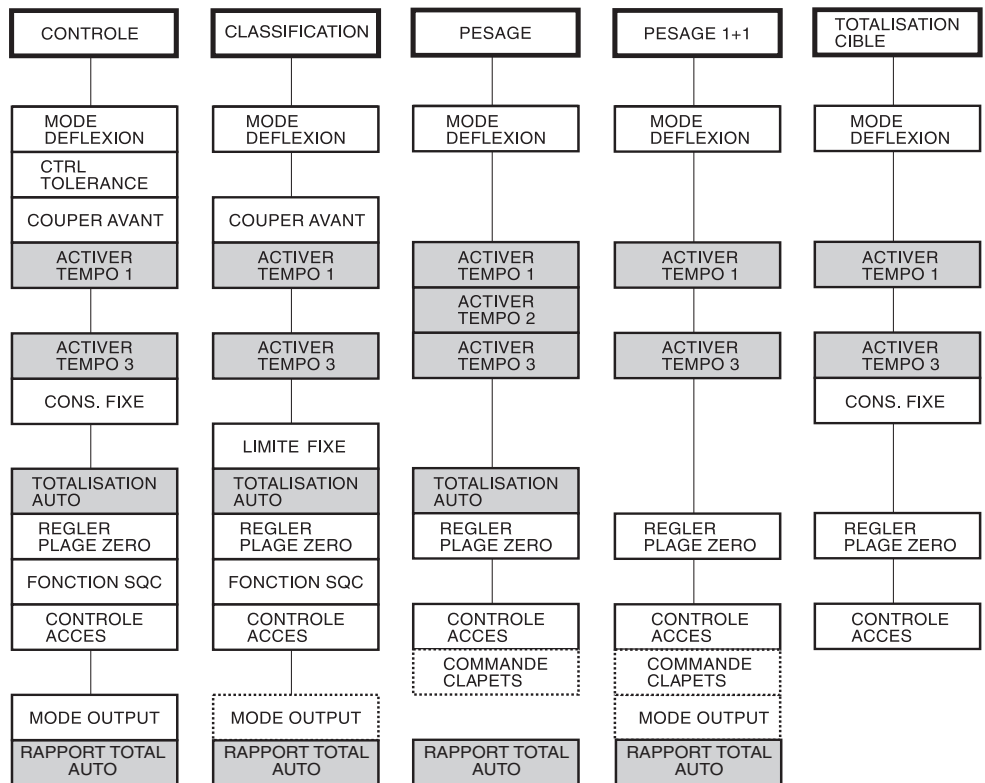 CONTROLE
CLASSIFICATION
PESAGE
PESAGE 1+1
TOTALISATION
CIBLE
MODE
DEFLEXION
CTRL
TOLERANCE
COUPER AVANT
ACTIVER
TEMPO 1
ACTIVER
TEMPO 3
CONS. FIXE
TOTALISATION
AUTO
REGLER
PLAGE ZERO
FONCTION SQC
CONTROLE
ACCES
MODE OUTPUT
RAPPORT TOTAL
AUTO
MODE
DEFLEXION
COUPER AVANT
ACTIVER
TEMPO 1
ACTIVER
TEMPO 3
LIMITE FIXE
TOTALISATION
AUTO
REGLER
PLAGE ZERO
FONCTION SQC
CONTROLE
ACCES
MODE OUTPUT
RAPPORT TOTAL
AUTO
MODE
DEFLEXION
ACTIVER
TEMPO 1
ACTIVER
TEMPO 2
ACTIVER
TEMPO 3
TOTALISATION
AUTO
REGLER
PLAGE ZERO
CONTROLE
ACCES
COMMANDE
CLAPETS
RAPPORT TOTAL
AUTO
MODE
DEFLEXION
ACTIVER
TEMPO 1
ACTIVER
TEMPO 3
REGLER
PLAGE ZERO
CONTROLE
ACCES
COMMANDE
CLAPETS
MODE OUTPUT
RAPPORT TOTAL
AUTO
MODE
DEFLEXION
ACTIVER
TEMPO 1
ACTIVER
TEMPO 3
CONS. FIXE
REGLER
PLAGE ZERO
CONTROLE
ACCES